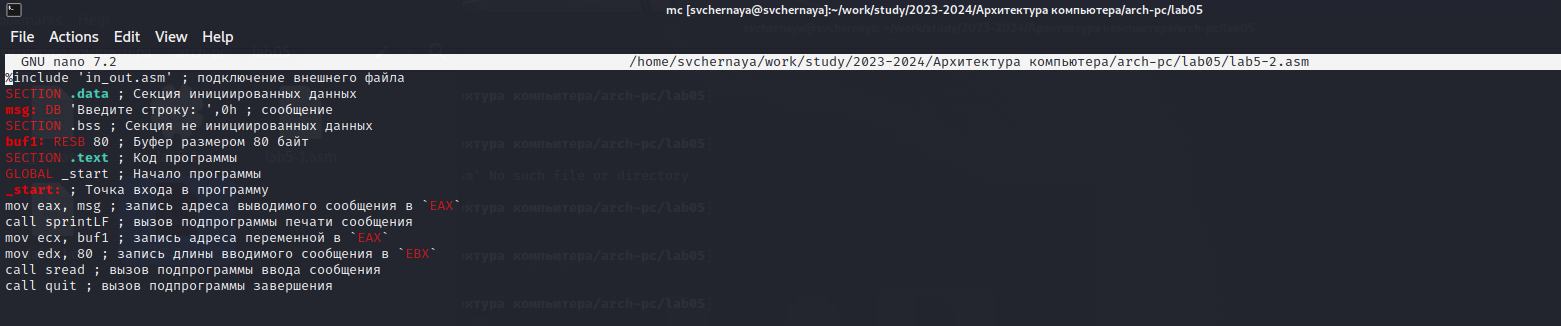 mc [svchernaya@svchernaya]:~/work/study/2023-2024/Архитектура компьютера/arch-pc/lab05
File Actions Edit View Help
GNU nano 7.2 /home/svchernaya/work/study/2023-2024/Архитектура компьютера/arch-pc/lab05/lab5-2.asm
%include 'in_out.asm' ; подключение внешнего файла
SECTION .data ; Секция инициированных данных
msg: DB 'Введите строку: ',0h ; сообщение
SECTION .bss ; Секция не инициированных данных
buf1: RESB 80 ; Буфер размером 80 байт
SECTION .text ; Код программы
GLOBAL _start ; Начало программы
_start: ; Точка входа в программу
mov eax, msg ; запись адреса выводимого сообщения в `EAX`
call sprintLF ; вызов подпрограммы печати сообщения
mov ecx, buf1 ; запись адреса переменной в `EAX`
mov edx, 80 ; запись длины вводимого сообщения в `EBX`
call sread ; вызов подпрограммы ввода сообщения
call quit ; вызов подпрограммы завершения